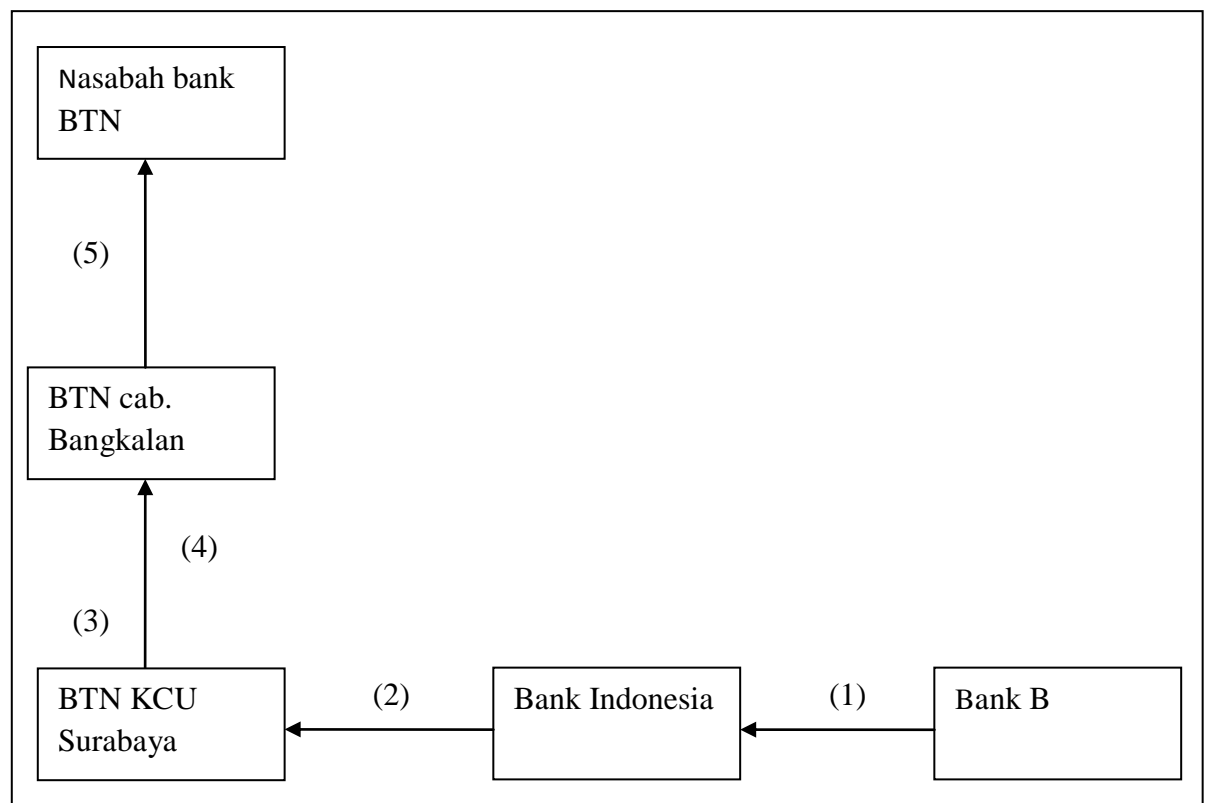 Nasabah bank
BTN
(5)
BTN cab.
Bangkalan
(4)
(3)
BTN KCU
Surabaya
(2)
Bank Indonesia
(1)
Bank B